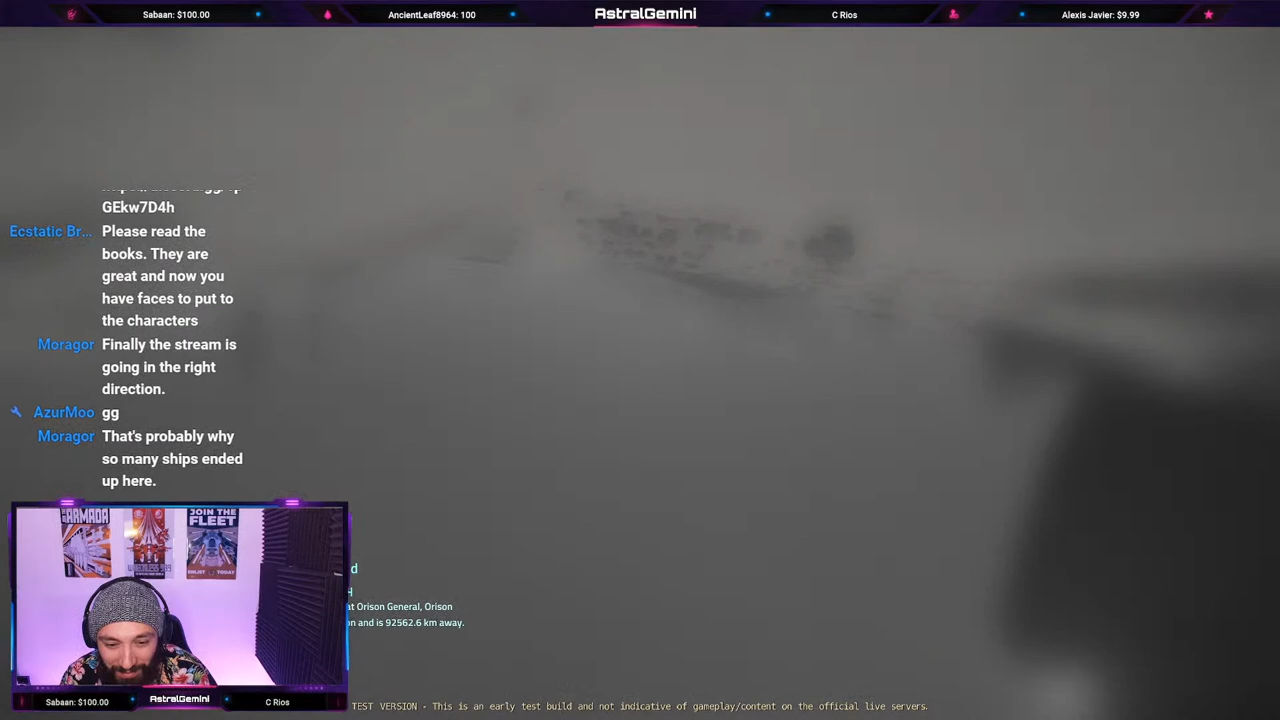 Sabaan: $100.00
AncientLeaf8964: 100
AstralGemini
C Rios
Alexis Javier: $9.99
GEkw7D4h
Ecstatic Br... Please read the
books. They are
great and now you
have faces to put to
the characters
Moragor Finally the stream is
going in the right
direction.
AzurMoo gg
Moragor That's probably why
so many ships ended
up here.
ARMADA
JOIN THE
FLEET
ENLIST TODAY
at Orison General, Orison
on and is 92562.6 km away.
Sabaan: $100.00
AstralGemini
C Rios
TEST VERSION - This is an early test build and not indicative of gameplay/content on the official live servers.